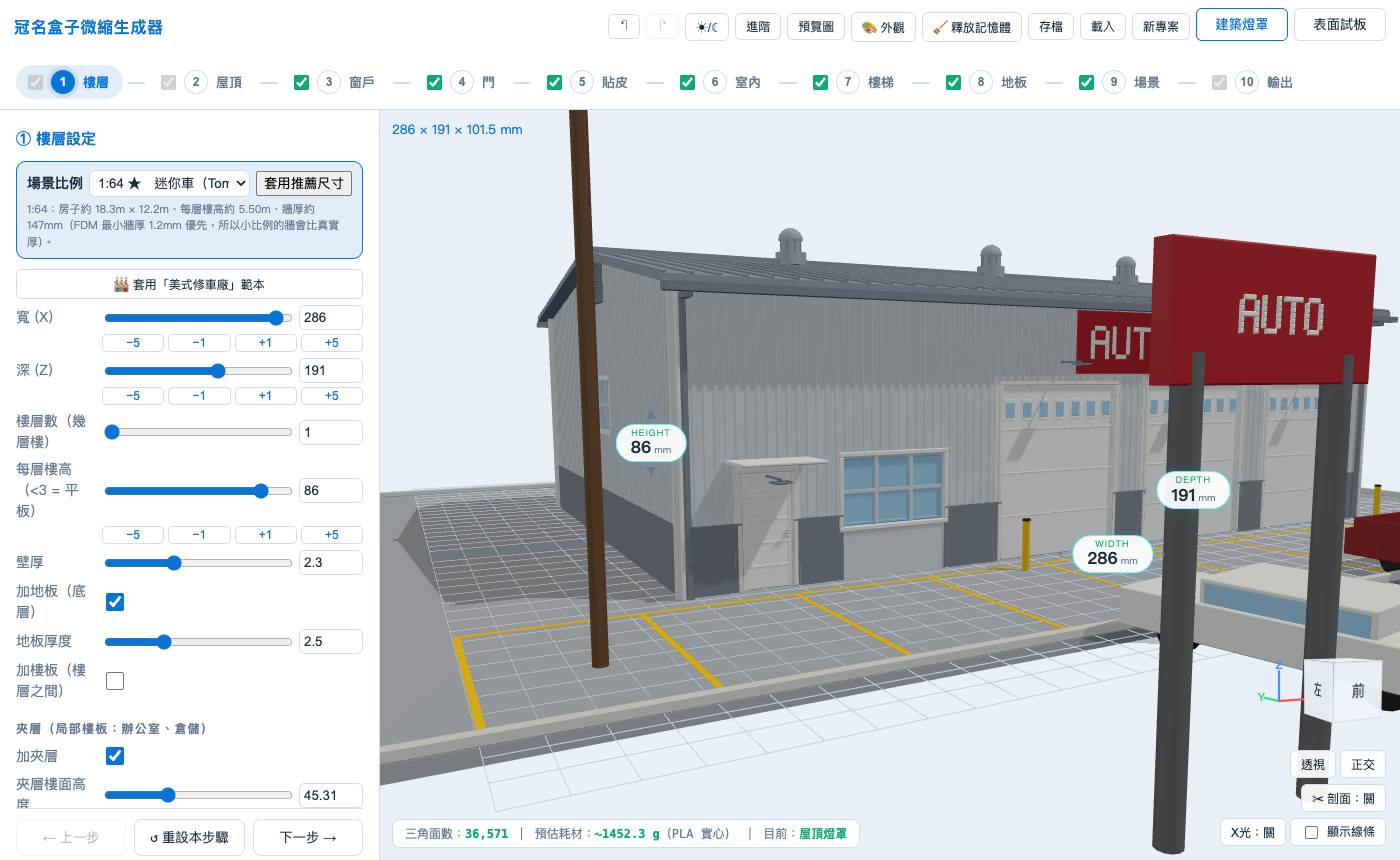 冠名盒子微縮生成器
☀/☾
進階
預覽圖
🎨 外觀
🧹 釋放記憶體
存檔
載入
新專案
建築燈罩
表面試板
1 樓層
2 屋頂
3 窗戶
4 門
5 貼皮
6 室內
7 樓梯
8 地板
9 場景
10 輸出
① 樓層設定
場景比例
1:64 ★ 迷你車（Tom
套用推薦尺寸
1:64：房子約 18.3m × 12.2m、每層樓高約 5.50m、牆厚約
147mm（FDM 最小牆厚 1.2mm 優先，所以小比例的牆會比真實
厚）。
🏭 套用「美式修車廠」範本
寬 (X)
286
−5
−1
+1
+5
深 (Z)
191
−5
−1
+1
+5
樓層數（幾
層樓）
1
每層樓高
（<3 = 平
板）
86
−5
−1
+1
+5
壁厚
2.3
加地板（底
層）
地板厚度
2.5
加樓板（樓
層之間）
夾層（局部樓板：辦公室、倉儲）
加夾層
夾層樓面高
度
45.31
← 上一步
↺ 重設本步驟
下一步 →
286 × 191 × 101.5 mm
AUT
AUTO
HEIGHT
86 mm
DEPTH
191 mm
WIDTH
286 mm
Z
Y
左
前
透視
正交
✂ 剖面：關
X光：關
顯示線條
三角面數：36,571 | 預估耗材：~1452.3 g (PLA 實心) | 目前：屋頂燈罩